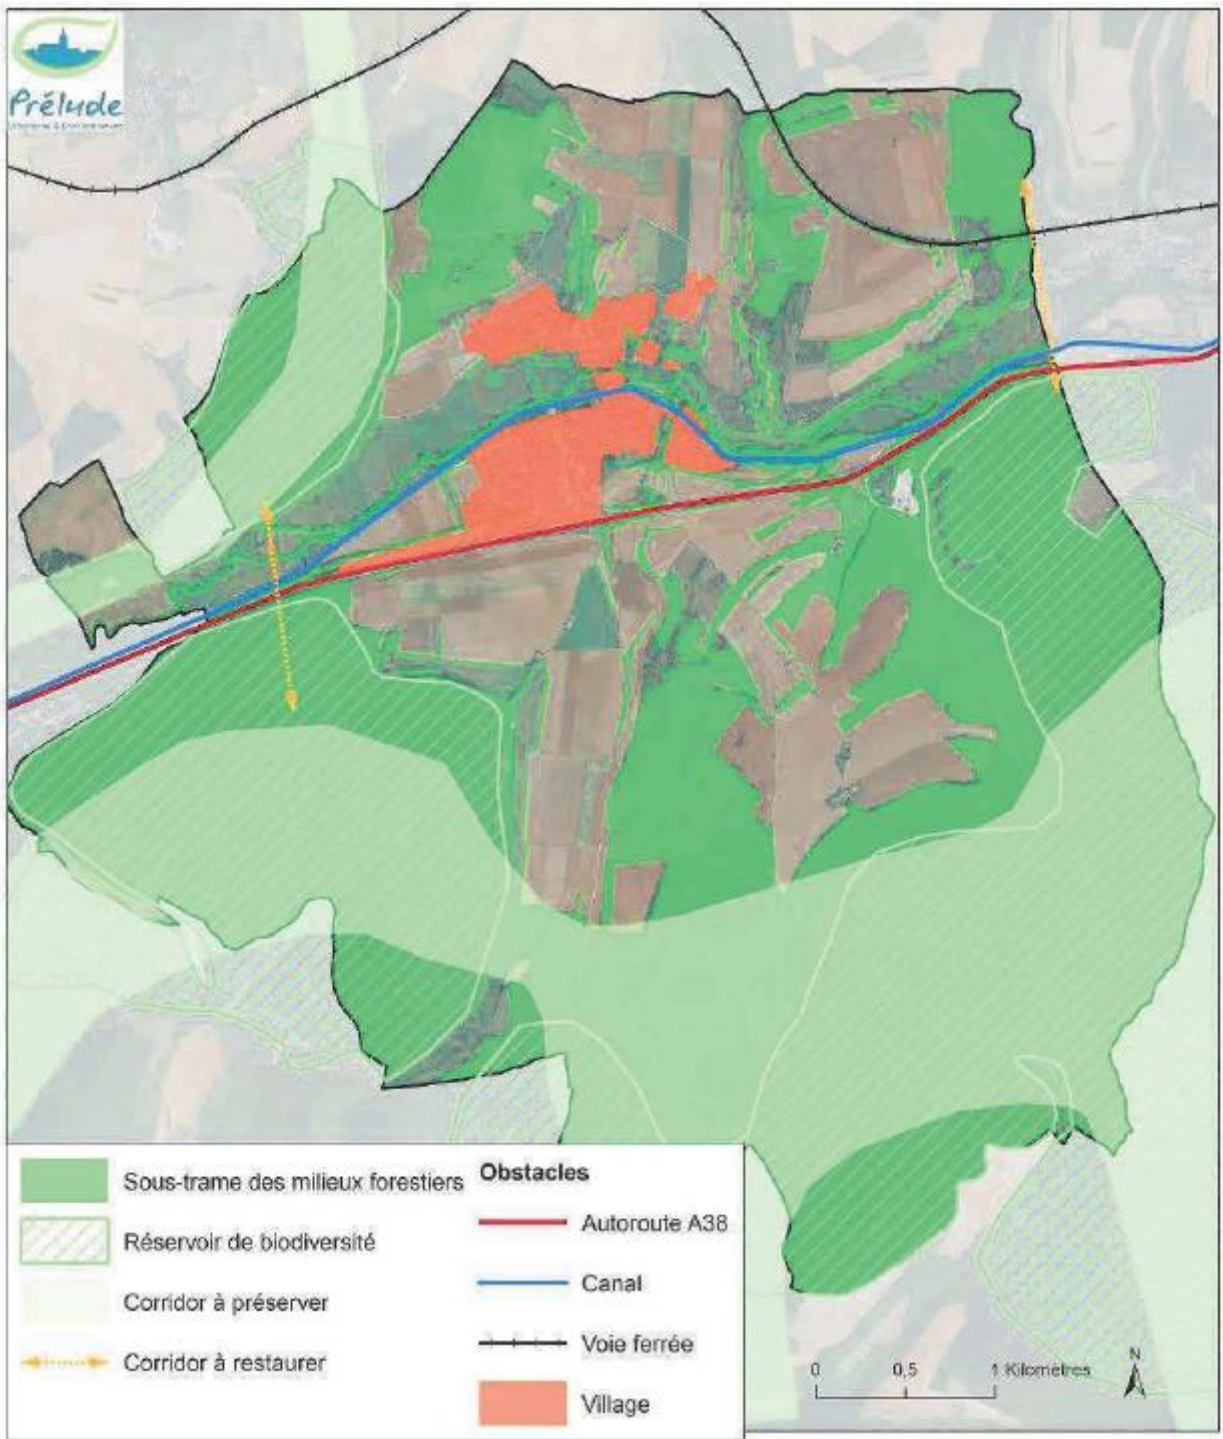 Prélude
Sous-trame des milieux forestiers
Réservoir de biodiversité
Corridor à préserver
Corridor à restaurer
Obstacles
Autoroute A38
Canal
Voie ferrée
Village
0 0,5 1 Kilomètres
N